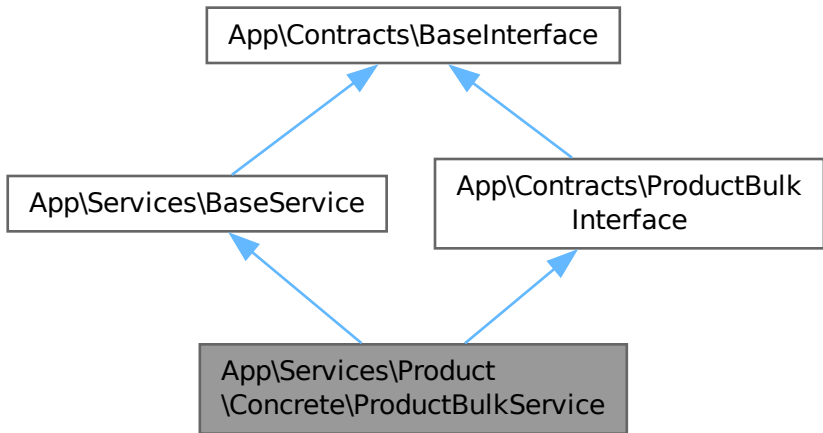 App\Contracts\BaseInterface
App\Services\BaseService
App\Contracts\ProductBulk
Interface
App\Services\Product
\Concrete\ProductBulkService